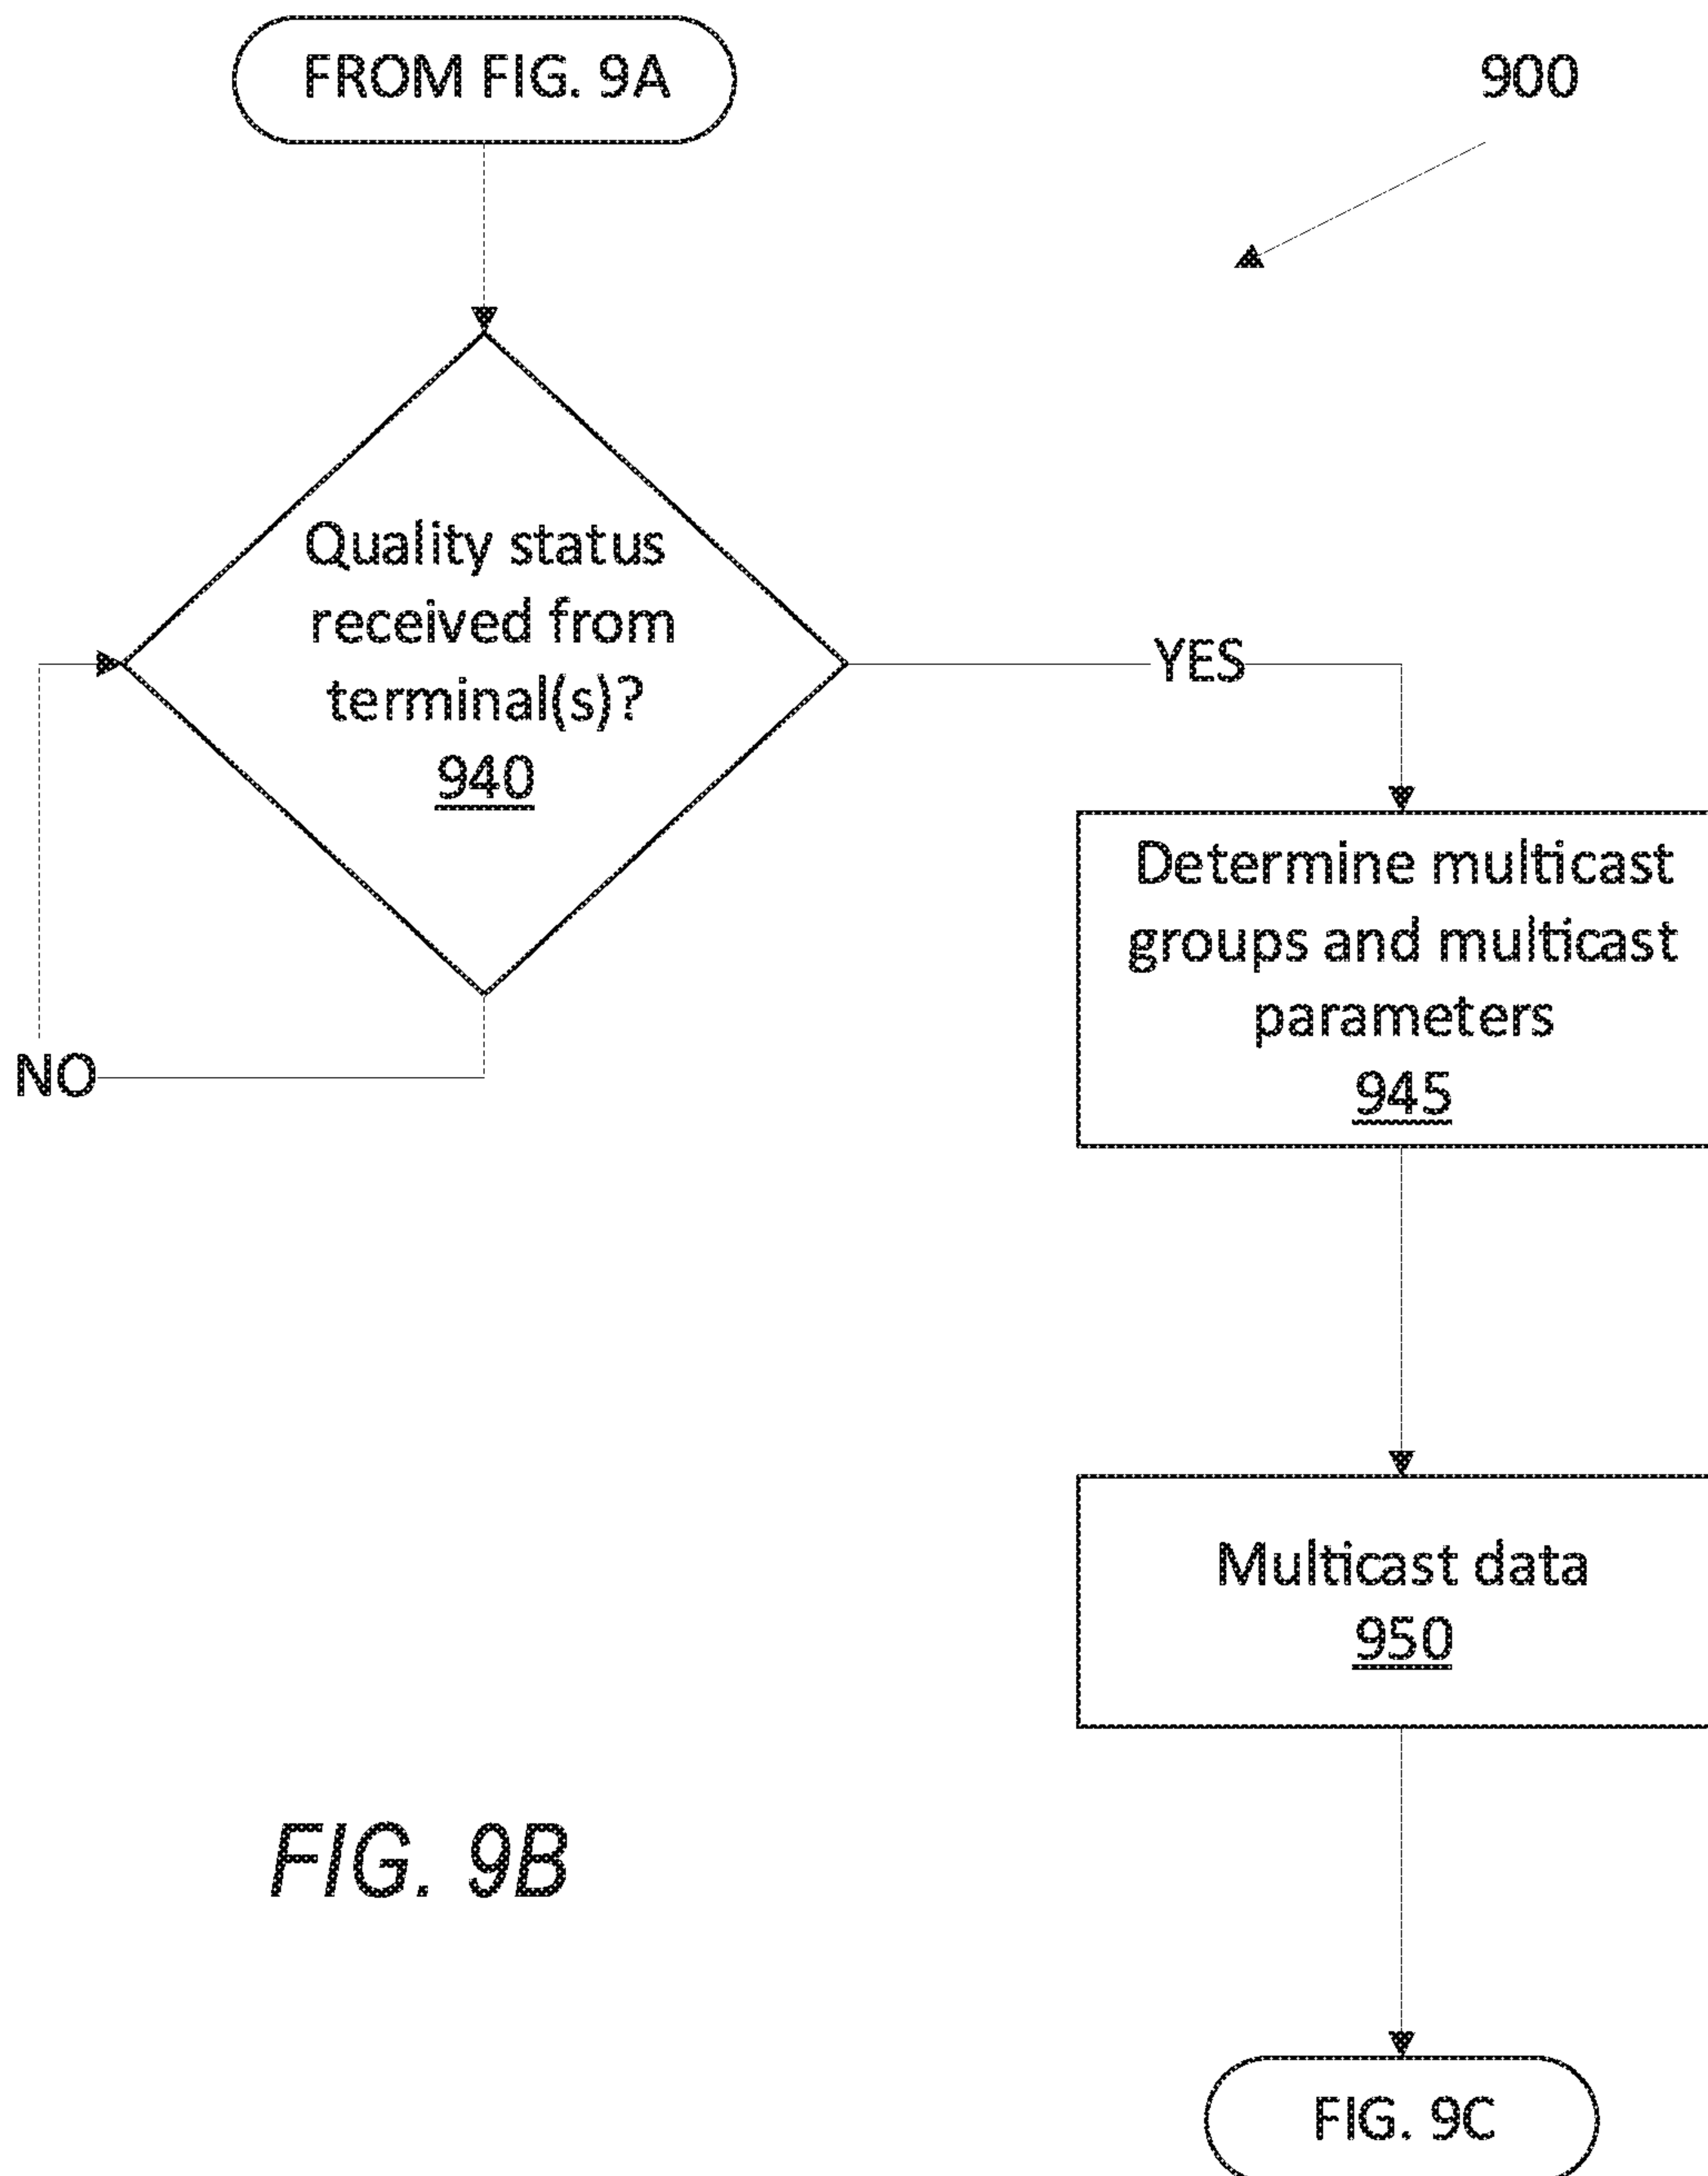 FROM FIG. 9A
900
Quality status
received from
terminal(s)?
940
YES
NO
Determine multicast
groups and multicast
parameters
945
Multicast data
950
FIG. 9B
FIG. 9C